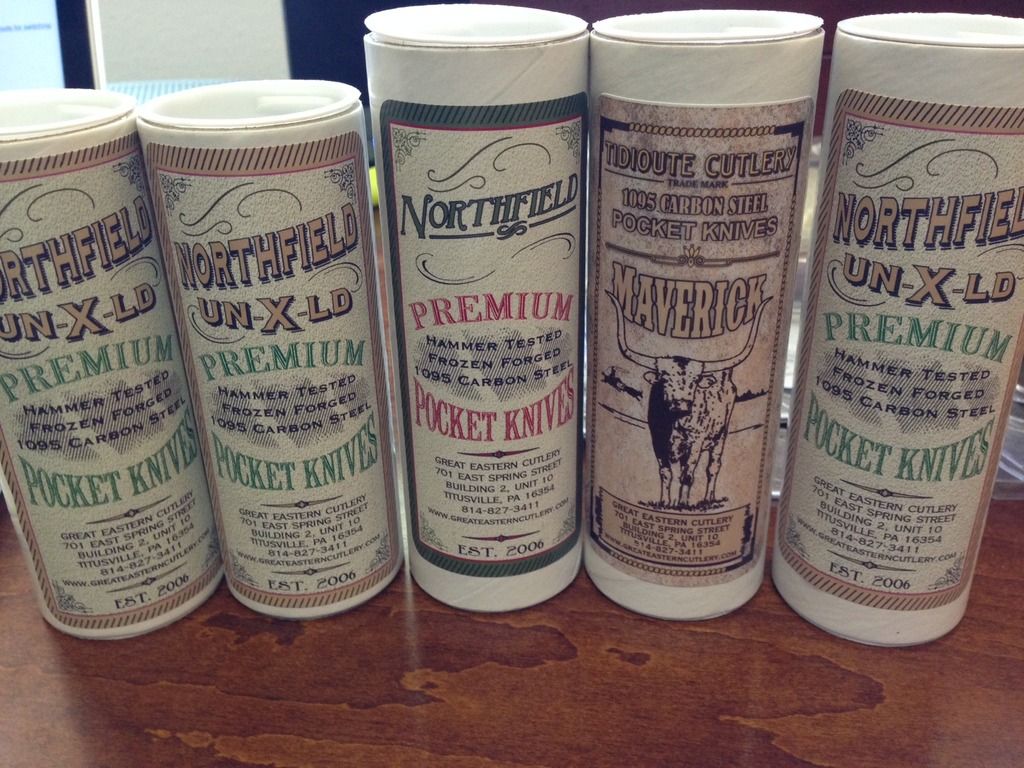 ORTHFIELD
UN-X-LD
PREMIUM
HAMMER TESTED
FROZEN FORGED
1095 CARBON STEEL
POCKET KNIVES
GREAT EASTERN CUTLERY
701 EAST SPRING STREET
BUILDING 2, UNIT 10
TITUSVILLE, PA 16354
814-827-3411
WWW.GREATEASTERNCUTLERY.COM
EST. 2006
NORTHFIELD
UN-X-LD
PREMIUM
HAMMER TESTED
FROZEN FORGED
1095 CARBON STEEL
POCKET KNIVES
GREAT EASTERN CUTLERY
701 EAST SPRING STREET
BUILDING 2, UNIT 10
TITUSVILLE, PA 16354
814-827-3411
WWW.GREATEASTERNCUTLERY.COM
EST. 2006
NORTHFIELD
PREMIUM
HAMMER TESTED
FROZEN FORGED
1095 CARBON STEEL
POCKET KNIVES
GREAT EASTERN CUTLERY
701 EAST SPRING STREET
BUILDING 2, UNIT 10
TITUSVILLE, PA 16354
814-827-3411
WWW.GREATEASTERNCUTLERY.COM
EST. 2006
TIDIOUTE CUTLERY
TRADE MARK
1095 CARBON STEEL
POCKET KNIVES
MAVERICK
GREAT EASTERN CUTLERY
701 EAST SPRING STREET
BUILDING 2, UNIT 10
TITUSVILLE, PA 16354
814-827-3411
WWW.GREATEASTERNCUTLERY.COM
NORTHFIEL
UN-X-LD
PREMIUM
HAMMER TESTED
FROZEN FORGED
1095 CARBON STEEL
POCKET KNIVES
GREAT EASTERN CUTLERY
701 EAST SPRING STREET
BUILDING 2, UNIT 10
TITUSVILLE, PA 16354
814-827-3411
WWW.GREATEASTERNCUTLERY.COM
EST. 2006